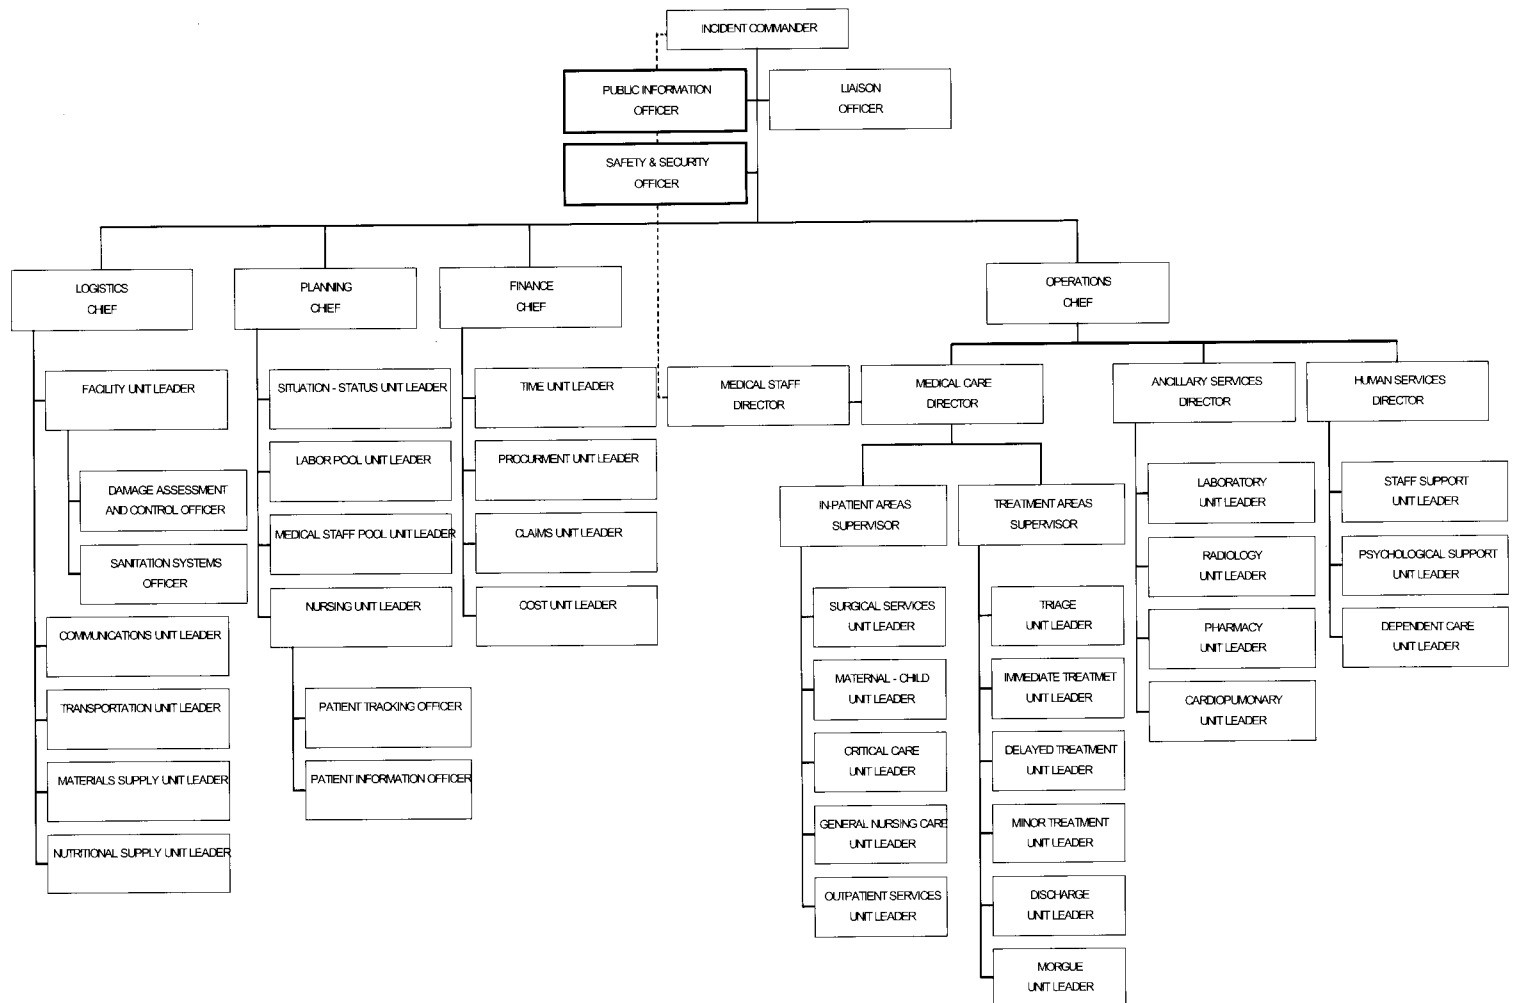 INCIDENT COMMANDER
PUBLIC INFORMATION
OFFICER
LIAISON
OFFICER
SAFETY & SECURITY
OFFICER
LOGISTICS
CHIEF
PLANNING
CHIEF
FINANCE
CHIEF
OPERATIONS
CHIEF
FACILITY UNIT LEADER
DAMAGE ASSESSMENT
AND CONTROL OFFICER
SANITATION SYSTEMS
OFFICER
COMMUNICATIONS UNIT LEADER
TRANSPORTATION UNIT LEADER
MATERIALS SUPPLY UNIT LEADER
NUTRITIONAL SUPPLY UNIT LEADER
SITUATION - STATUS UNIT LEADER
LABOR POOL UNIT LEADER
MEDICAL STAFF POOL UNIT LEADER
NURSING UNIT LEADER
PATIENT TRACKING OFFICER
PATIENT INFORMATION OFFICER
TIME UNIT LEADER
PROCURMENT UNIT LEADER
CLAIMS UNIT LEADER
COST UNIT LEADER
MEDICAL STAFF
DIRECTOR
MEDICAL CARE
DIRECTOR
ANCILLARY SERVICES
DIRECTOR
HUMAN SERVICES
DIRECTOR
IN-PATIENT AREAS
SUPERVISOR
SURGICAL SERVICES
UNIT LEADER
MATERNAL - CHILD
UNIT LEADER
CRITICAL CARE
UNIT LEADER
GENERAL NURSING CARE
UNIT LEADER
OUTPATIENT SERVICES
UNIT LEADER
TREATMENT AREAS
SUPERVISOR
TRIAGE
UNIT LEADER
IMMEDIATE TREATMET
UNIT LEADER
DELAYED TREATMENT
UNIT LEADER
MINOR TREATMENT
UNIT LEADER
DISCHARGE
UNIT LEADER
MORGUE
UNIT LEADER
LABORATORY
UNIT LEADER
RADIOLOGY
UNIT LEADER
PHARMACY
UNIT LEADER
CARDIOPUMONARY
UNIT LEADER
STAFF SUPPORT
UNIT LEADER
PSYCHOLOGICAL SUPPORT
UNIT LEADER
DEPENDENT CARE
UNIT LEADER